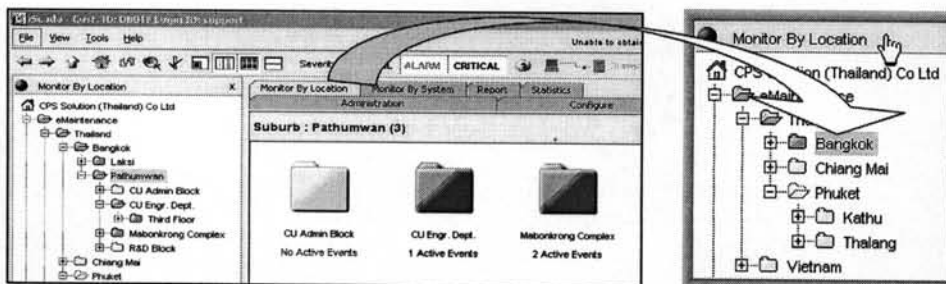 File View Tools Help
Unable to obtain
ALARM CRITICAL
Monitor By Location X
CPS Solution (Thailand) Co Ltd
eMaintenance
Thailand
Bangkok
Laksi
Pathumwan
CU Admin Block
CU Engr. Dept.
Third Floor
Mabonkrong Complex
R&D Block
Chiang Mai
Phuket
Monitor By Location Monitor By System Report Statistics
Administration Configure
Suburb : Pathumwan (3)
CU Admin Block CU Engr. Dept. Mabonkrong Complex
No Active Events 1 Active Events 2 Active Events
Monitor By Location
CPS Solution (Thailand) Co Ltd
Bangkok
Chiang Mai
Phuket
Kathu
Thalang
Vietnam